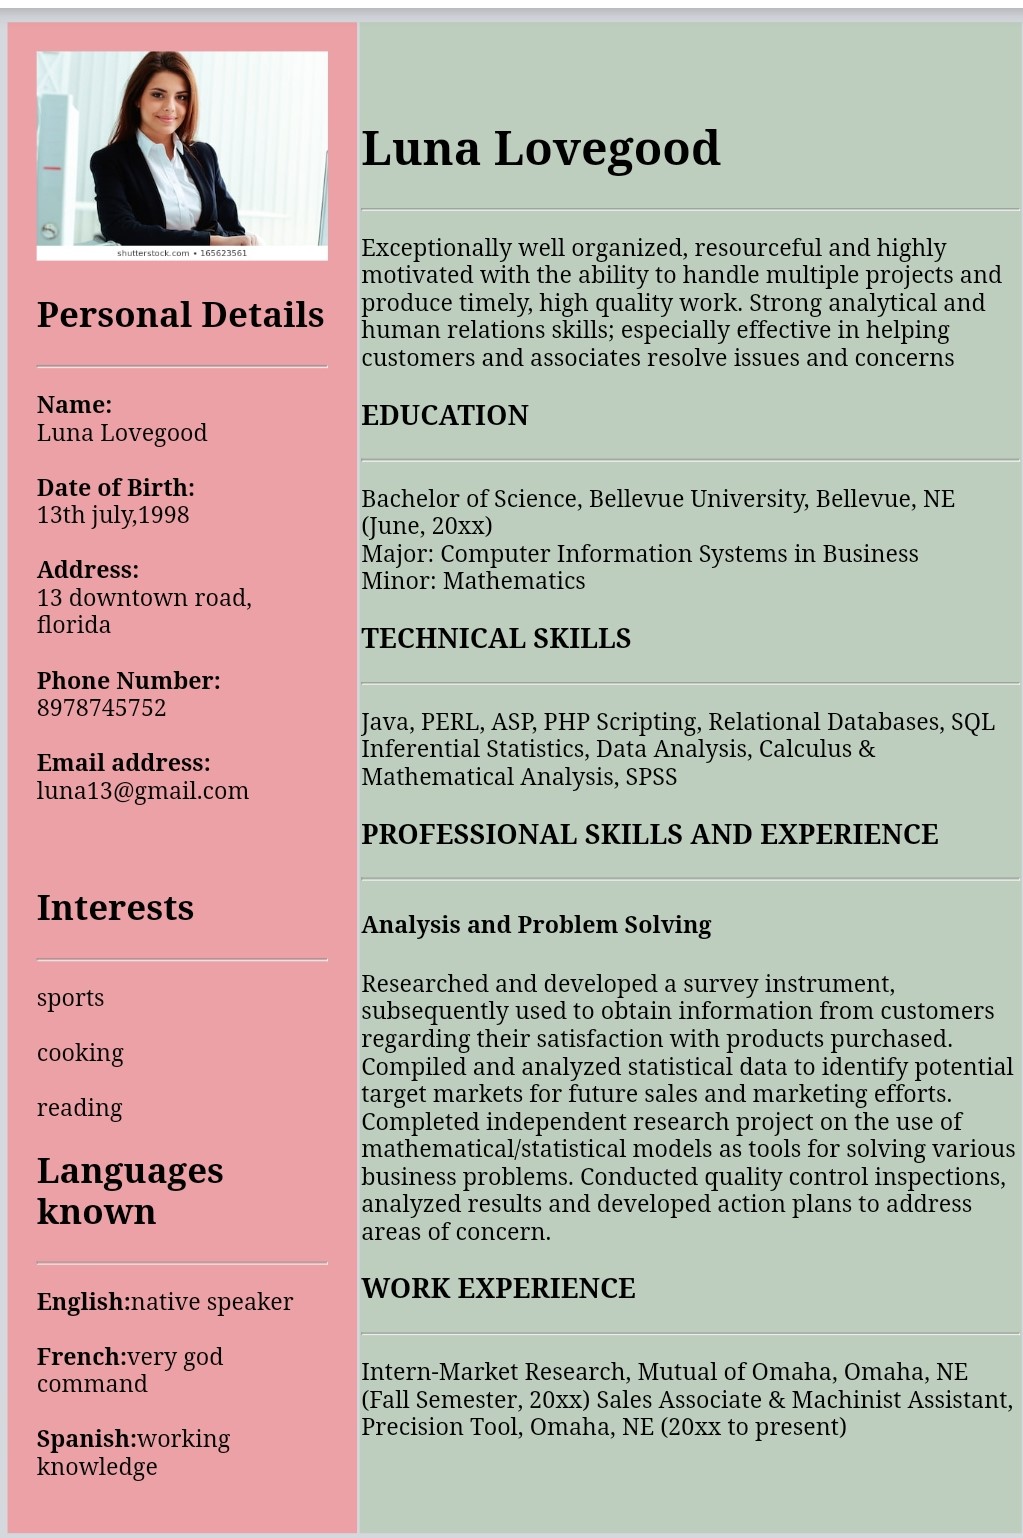 shutterstock.com • 165623561
Personal Details
Name:
Luna Lovegood
Date of Birth:
13th july,1998
Address:
13 downtown road,
florida
Phone Number:
8978745752
Email address:
luna13@gmail.com
Interests
sports
cooking
reading
Languages
known
English:native speaker
French:very god
command
Spanish:working
knowledge
Luna Lovegood
Exceptionally well organized, resourceful and highly
motivated with the ability to handle multiple projects and
produce timely, high quality work. Strong analytical and
human relations skills; especially effective in helping
customers and associates resolve issues and concerns
EDUCATION
Bachelor of Science, Bellevue University, Bellevue, NE
(June, 20xx)
Major: Computer Information Systems in Business
Minor: Mathematics
TECHNICAL SKILLS
Java, PERL, ASP, PHP Scripting, Relational Databases, SQL
Inferential Statistics, Data Analysis, Calculus &
Mathematical Analysis, SPSS
PROFESSIONAL SKILLS AND EXPERIENCE
Analysis and Problem Solving
Researched and developed a survey instrument,
subsequently used to obtain information from customers
regarding their satisfaction with products purchased.
Compiled and analyzed statistical data to identify potential
target markets for future sales and marketing efforts.
Completed independent research project on the use of
mathematical/statistical models as tools for solving various
business problems. Conducted quality control inspections,
analyzed results and developed action plans to address
areas of concern.
WORK EXPERIENCE
Intern-Market Research, Mutual of Omaha, Omaha, NE
(Fall Semester, 20xx) Sales Associate & Machinist Assistant,
Precision Tool, Omaha, NE (20xx to present)